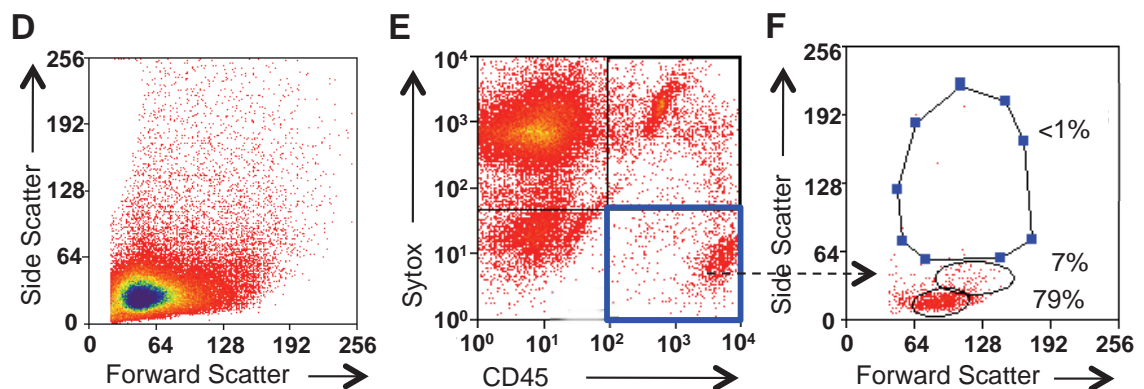 D
256
192
128
64
0
0 64 128 192 256
Side Scatter
Forward Scatter
E
10⁴
10³
10²
10¹
10⁰
10⁰ 10¹ 10² 10³ 10⁴
Sytox
CD45
F
256
192
128
64
0
0 64 128 192 256
Side Scatter
Forward Scatter
<1%
7%
79%